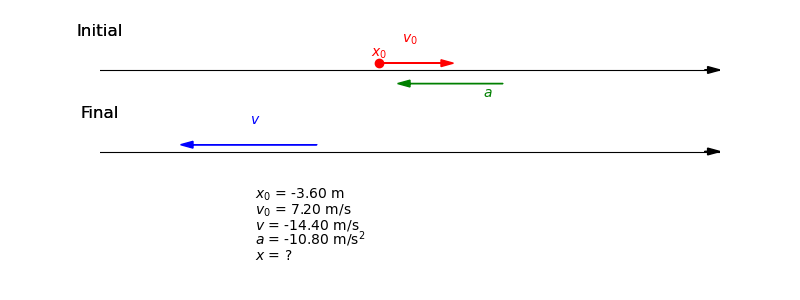 Initial
v₀
x₀
a
Final
v
x₀ = -3.60 m
v₀ = 7.20 m/s
v = -14.40 m/s
a = -10.80 m/s²
x = ?